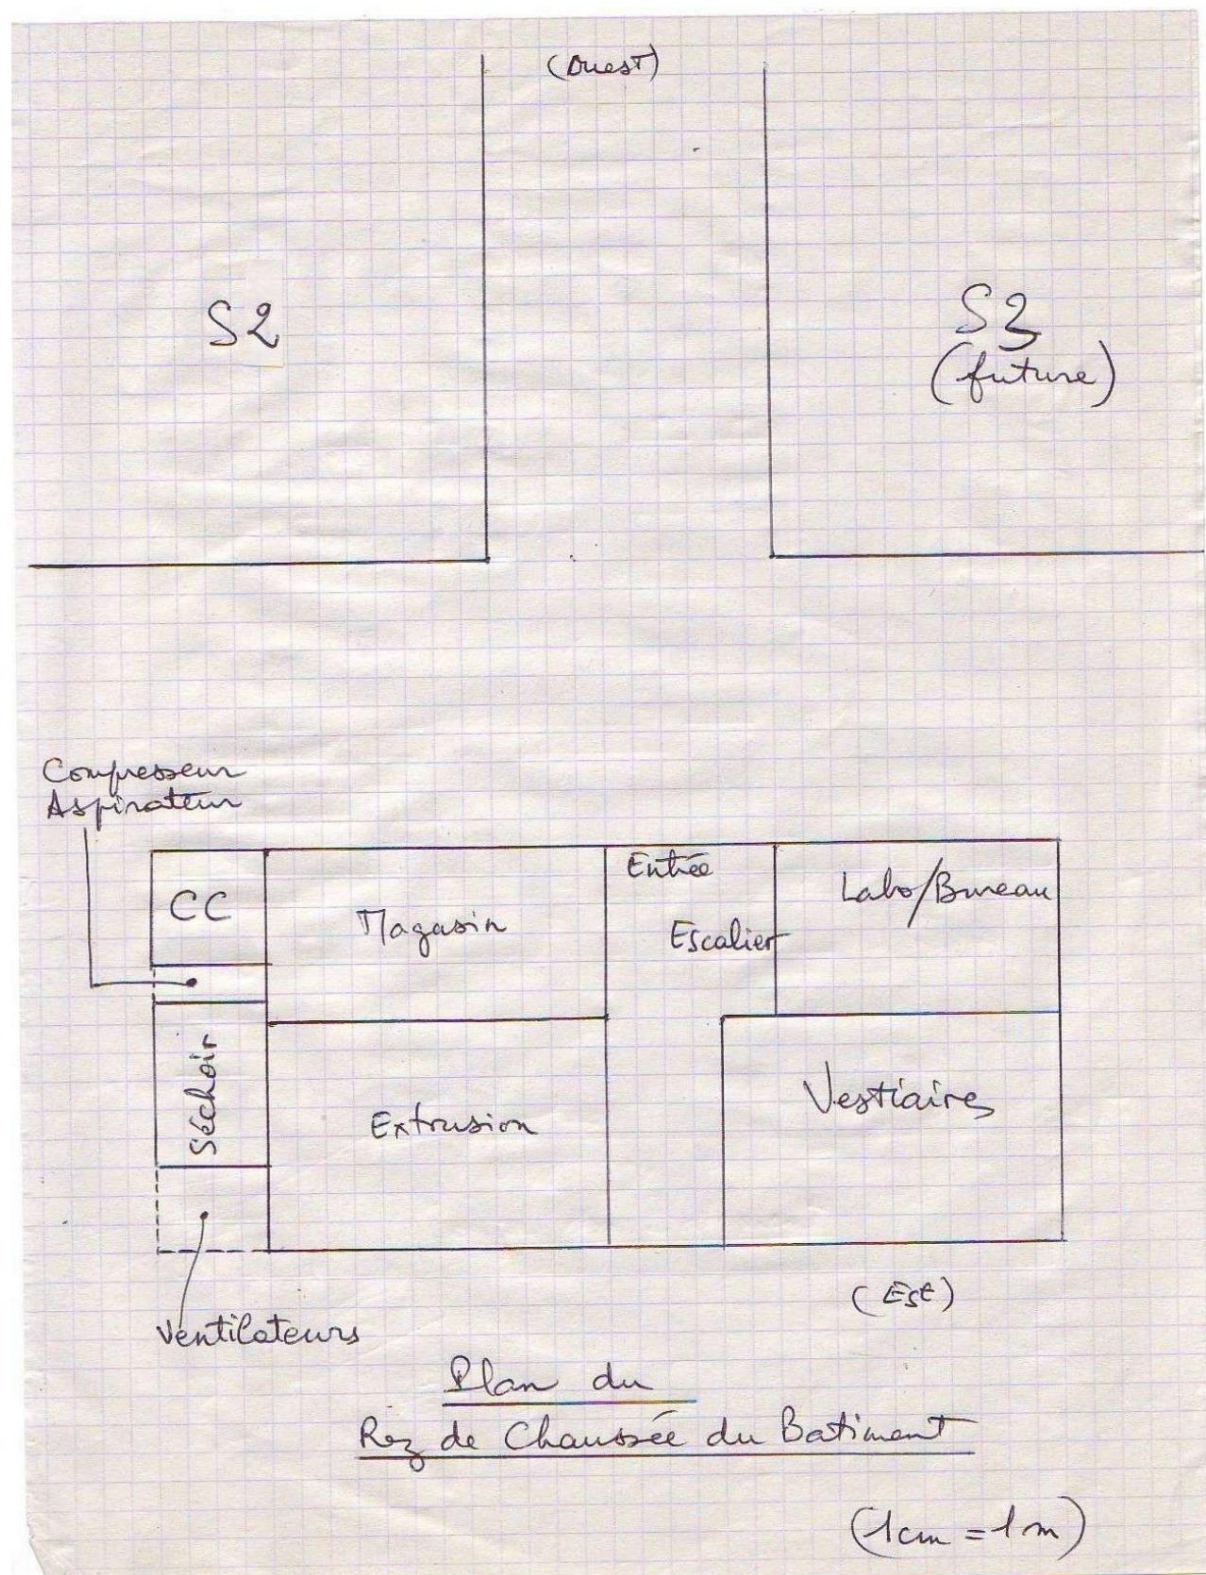 (Ouest)
S2
S3
(future)
Compresseur
Aspirateur
CC
Magasin
Entrée
Escalier
Labo/Bureau
Séchoir
Extrusion
Vestiaires
Ventilateurs
(Est)
Plan du
Rez de Chaussée du Batiment
(1cm = 1m)